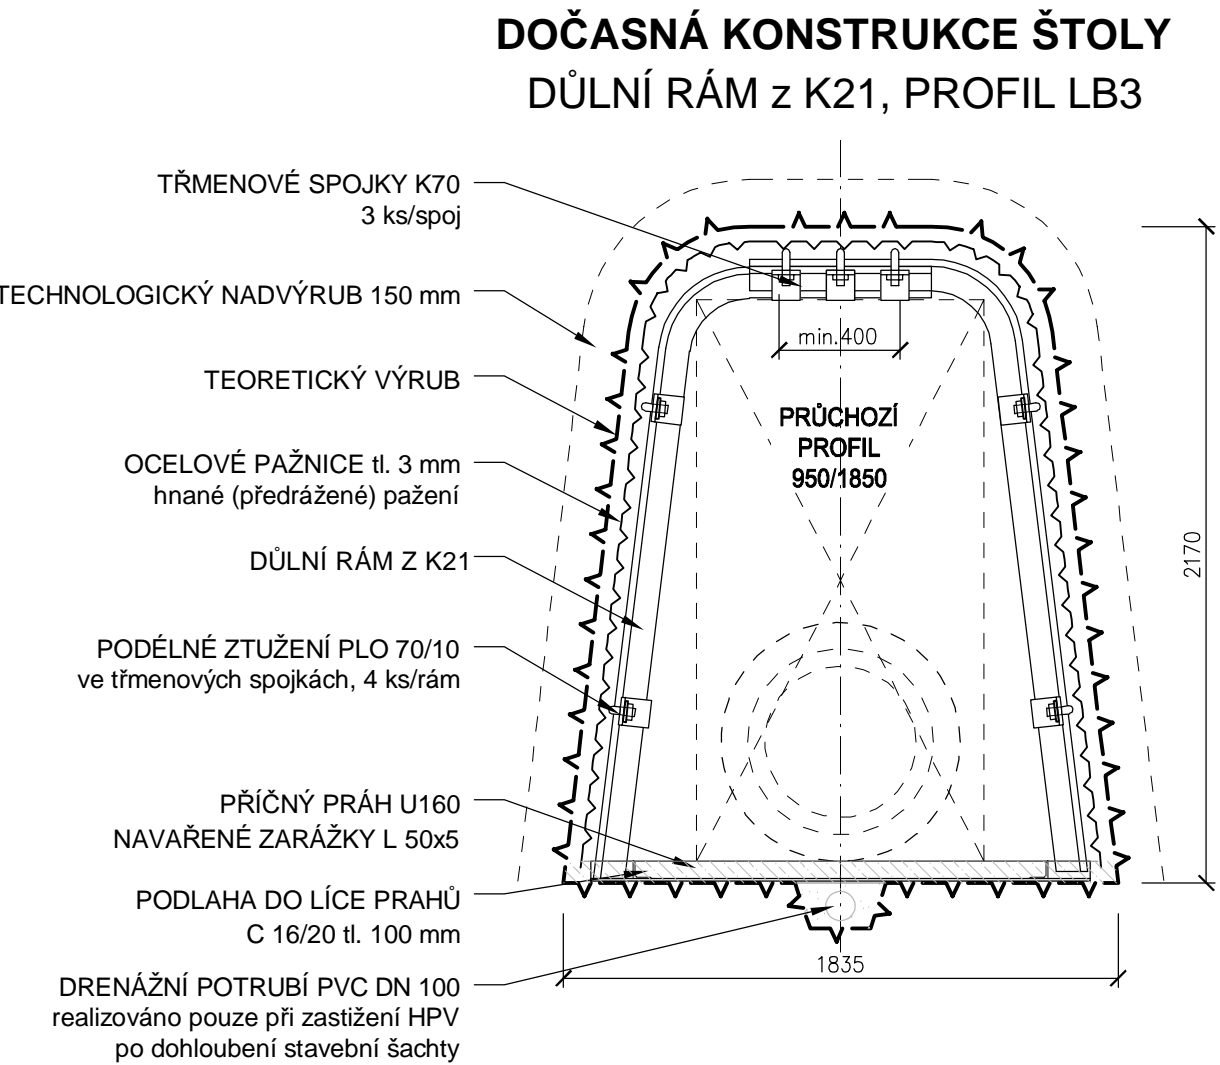 DOČASNÁ KONSTRUKCE ŠTOLY
DŮLNÍ RÁM z K21, PROFIL LB3
TŘMENOVÉ SPOJKY K70
3 ks/spoj
TECHNOLOGICKÝ NADVÝRUB 150 mm
TEORETICKÝ VÝRUB
OCELOVÉ PAŽNICE tl. 3 mm
hnané (předrážené) pažení
DŮLNÍ RÁM Z K21
PODÉLNÉ ZTUŽENÍ PLO 70/10
ve třmenových spojkách, 4 ks/rám
PŘÍČNÝ PRÁH U160
NAVAŘENÉ ZARÁŽKY L 50x5
PODLAHA DO LÍCE PRAHŮ
C 16/20 tl. 100 mm
DRENÁŽNÍ POTRUBÍ PVC DN 100
realizováno pouze při zastižení HPV
po dohloubení stavební šachty
min.400
PRŮCHOZÍ
PROFIL
950/1850
2170
1835